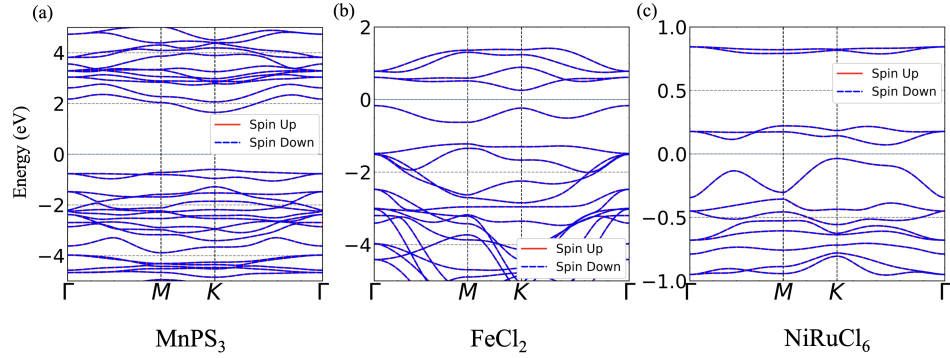 (a)
(b)
(c)
Energy (eV)
4
2
0
−2
−4
Spin Up
Spin Down
Γ
M
K
Γ
2
0
−2
−4
Spin Up
Spin Down
Γ
M
K
Γ
1.0
0.5
0.0
−0.5
−1.0
Spin Up
Spin Down
Γ
M
K
Γ
MnPS₃
FeCl₂
NiRuCl₆